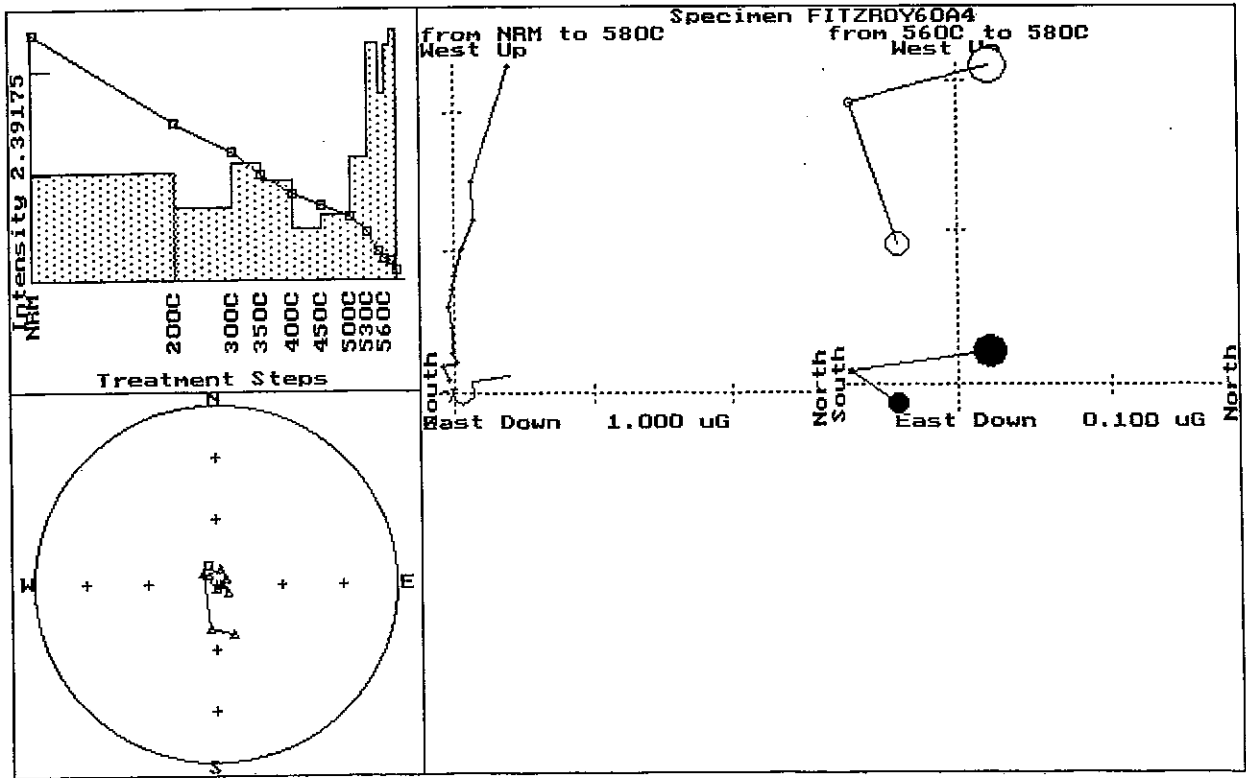 Specimen FITZROY60A4
from NRM to 580C
from 560C to 580C
West Up
West Up
Intensity 2.39175
NRM
200C
300C
350C
400C
450C
500C
530C
560C
Treatment Steps
South
North
South
North
East Down 1.000 uG
East Down 0.100 uG
N
W
E
S